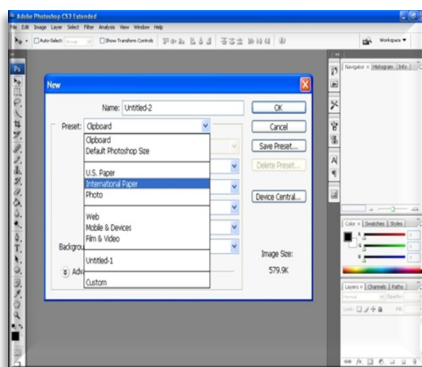 Adobe Photoshop CS3 Extended
File Edit Image Layer Select Filter Analysis View Window Help
Auto-Select: Show Transform Controls Workspace
Ps
Navigator Histogram Info
New
Name: Untitled-2
OK
Preset: Clipboard
Cancel
Clipboard
Default Photoshop Size
Save Preset...
Delete Preset...
U.S. Paper
International Paper
Photo
Device Central...
Web
Mobile & Devices
Film & Video
Backgrou
Image Size:
Untitled-1
579.9K
Adv
Custom
Color Swatches Styles
Layers Channels Paths